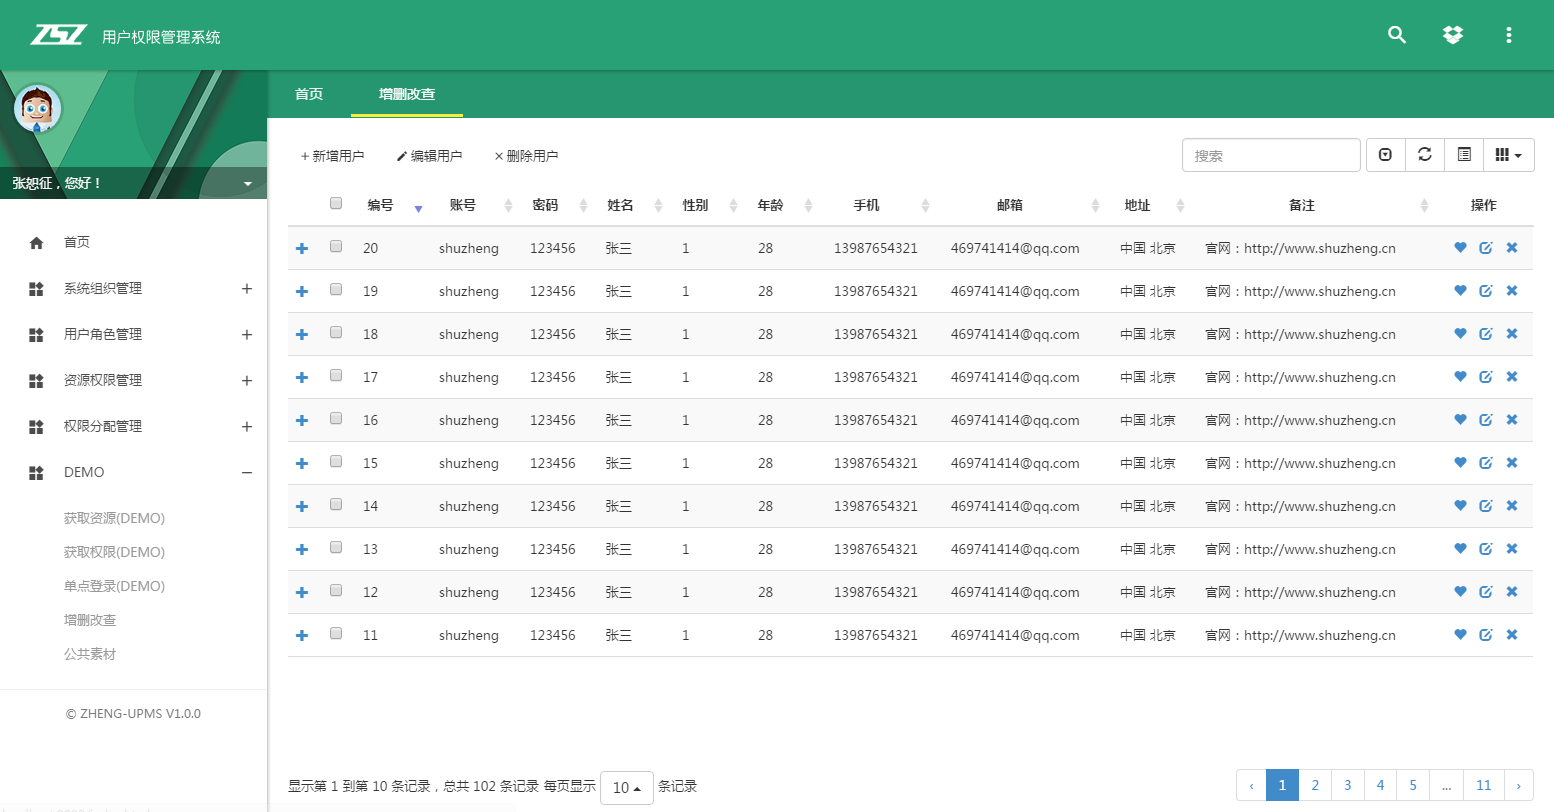 ZSZ 用户权限管理系统
首页 增删改查
张恕征，您好！
首页
系统组织管理
用户角色管理
资源权限管理
权限分配管理
DEMO
获取资源(DEMO)
获取权限(DEMO)
单点登录(DEMO)
增删改查
公共素材
© ZHENG-UPMS V1.0.0
+ 新增用户 编辑用户 × 删除用户 搜索
编号 账号 密码 姓名 性别 年龄 手机 邮箱 地址 备注 操作
20 shuzheng 123456 张三 1 28 13987654321 469741414@qq.com 中国 北京 官网：http://www.shuzheng.cn
19 shuzheng 123456 张三 1 28 13987654321 469741414@qq.com 中国 北京 官网：http://www.shuzheng.cn
18 shuzheng 123456 张三 1 28 13987654321 469741414@qq.com 中国 北京 官网：http://www.shuzheng.cn
17 shuzheng 123456 张三 1 28 13987654321 469741414@qq.com 中国 北京 官网：http://www.shuzheng.cn
16 shuzheng 123456 张三 1 28 13987654321 469741414@qq.com 中国 北京 官网：http://www.shuzheng.cn
15 shuzheng 123456 张三 1 28 13987654321 469741414@qq.com 中国 北京 官网：http://www.shuzheng.cn
14 shuzheng 123456 张三 1 28 13987654321 469741414@qq.com 中国 北京 官网：http://www.shuzheng.cn
13 shuzheng 123456 张三 1 28 13987654321 469741414@qq.com 中国 北京 官网：http://www.shuzheng.cn
12 shuzheng 123456 张三 1 28 13987654321 469741414@qq.com 中国 北京 官网：http://www.shuzheng.cn
11 shuzheng 123456 张三 1 28 13987654321 469741414@qq.com 中国 北京 官网：http://www.shuzheng.cn
显示第 1 到第 10 条记录，总共 102 条记录 每页显示 10 条记录
‹ 1 2 3 4 5 ... 11 ›